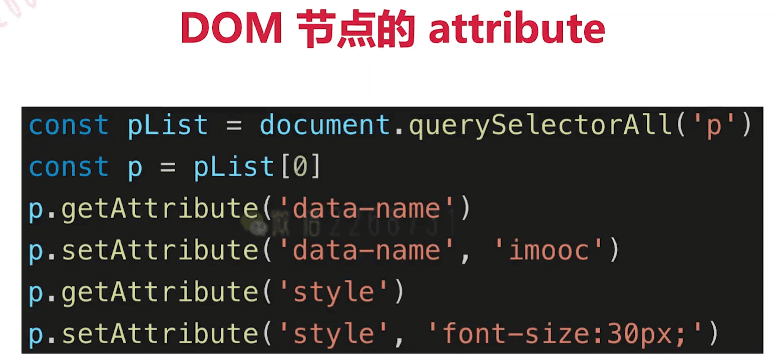 DOM 节点的 attribute
const pList = document.querySelectorAll('p')
const p = pList[0]
p.getAttribute('data-name')
p.setAttribute('data-name', 'imooc')
p.getAttribute('style')
p.setAttribute('style', 'font-size:30px;')